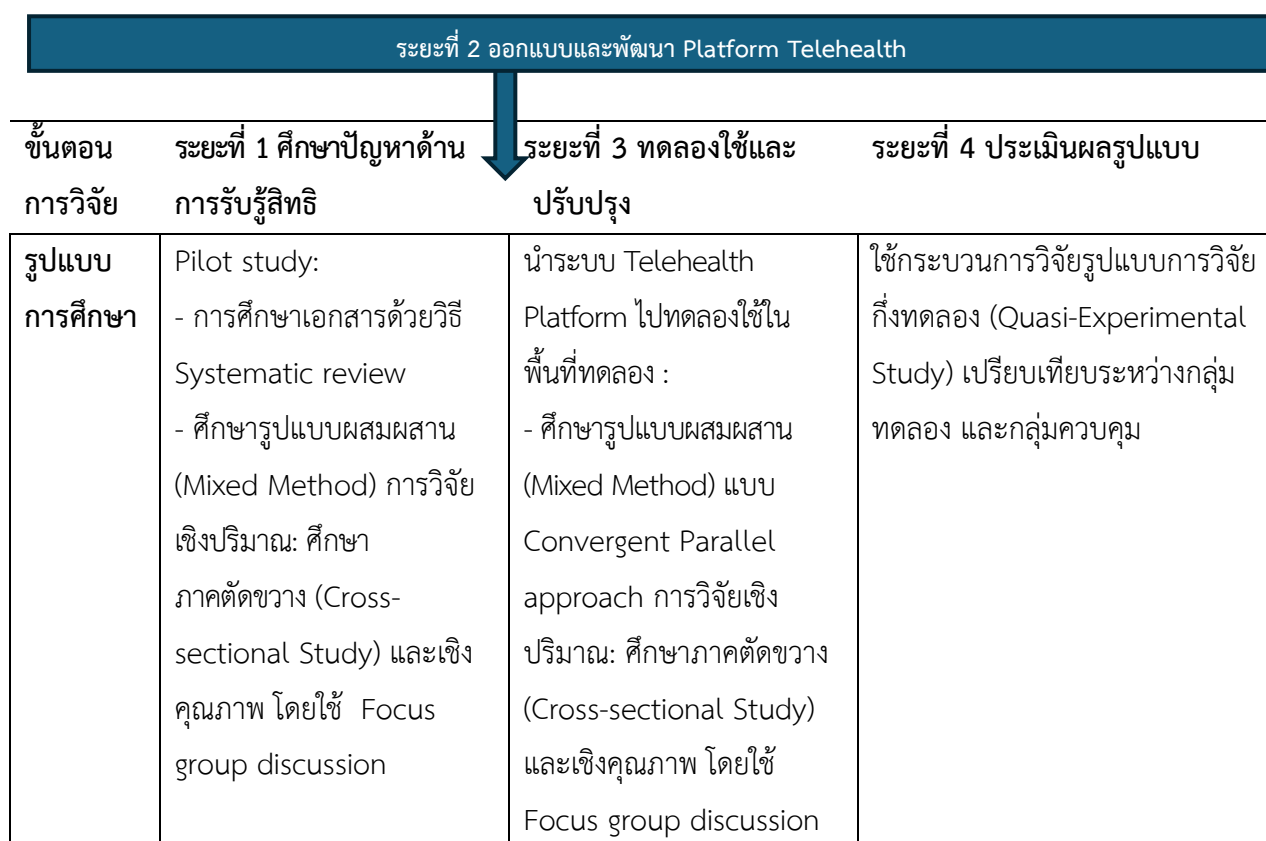 ระยะที่ 2 ออกแบบและพัฒนา Platform Telehealth
ขั้นตอน
การวิจัย
ระยะที่ 1 ศึกษาปัญหาด้าน
การรับรู้สิทธิ
ระยะที่ 3 ทดลองใช้และ
ปรับปรุง
ระยะที่ 4 ประเมินผลรูปแบบ
รูปแบบ
การศึกษา
Pilot study:
- การศึกษาเอกสารด้วยวิธี
Systematic review
- ศึกษารูปแบบผสมผสาน
(Mixed Method) การวิจัย
เชิงปริมาณ: ศึกษา
ภาคตัดขวาง (Cross-
sectional Study) และเชิง
คุณภาพ โดยใช้ Focus
group discussion
นำระบบ Telehealth
Platform ไปทดลองใช้ใน
พื้นที่ทดลอง :
- ศึกษารูปแบบผสมผสาน
(Mixed Method) แบบ
Convergent Parallel
approach การวิจัยเชิง
ปริมาณ: ศึกษาภาคตัดขวาง
(Cross-sectional Study)
และเชิงคุณภาพ โดยใช้
Focus group discussion
ใช้กระบวนการวิจัยรูปแบบการวิจัย
กึ่งทดลอง (Quasi-Experimental
Study) เปรียบเทียบระหว่างกลุ่ม
ทดลอง และกลุ่มควบคุม